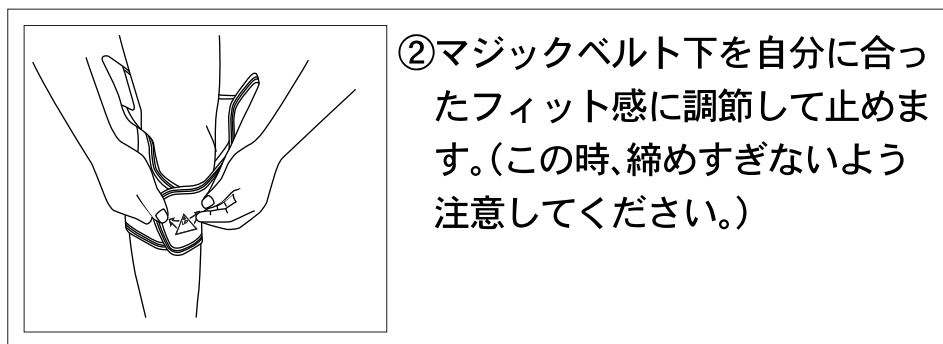 ②マジックベルト下を自分に合っ
たフィット感に調節して止めま
す。(この時、締めすぎないよう
注意してください。)